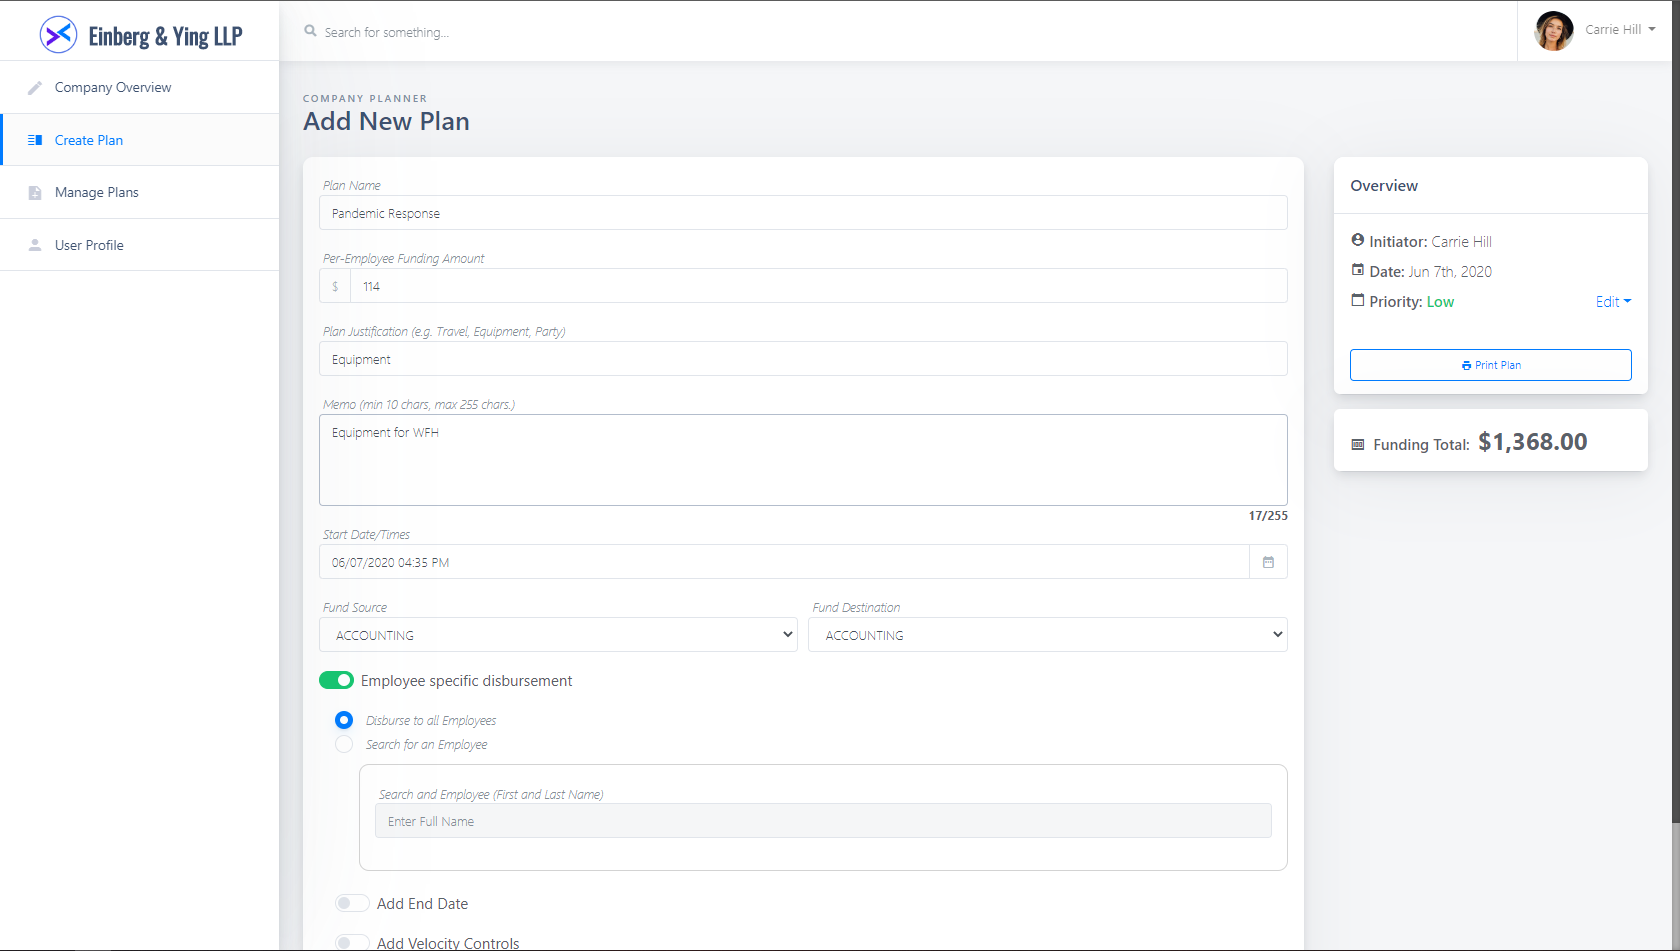 Einberg & Ying LLP
Search for something...
Carrie Hill
Company Overview
Create Plan
Manage Plans
User Profile
COMPANY PLANNER
Add New Plan
Plan Name
Pandemic Response
Per-Employee Funding Amount
$ 114
Plan Justification (e.g. Travel, Equipment, Party)
Equipment
Memo (min 10 chars, max 255 chars.)
Equipment for WFH
17/255
Start Date/Times
06/07/2020 04:35 PM
Fund Source
ACCOUNTING
Fund Destination
ACCOUNTING
Employee specific disbursement
Disburse to all Employees
Search for an Employee
Search and Employee (First and Last Name)
Enter Full Name
Add End Date
Add Velocity Controls
Overview
Initiator: Carrie Hill
Date: Jun 7th, 2020
Priority: Low Edit
Print Plan
Funding Total: $1,368.00